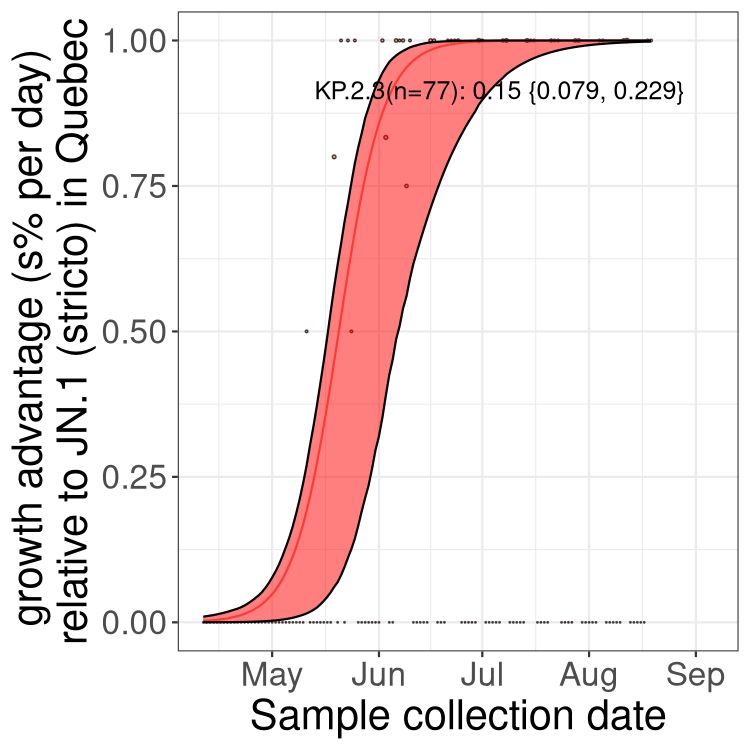 growth advantage (s% per day)
relative to JN.1 (stricto) in Quebec
1.00
0.75
0.50
0.25
0.00
KP.2.3(n=77): 0.15 {0.079, 0.229}
May Jun Jul Aug Sep
Sample collection date